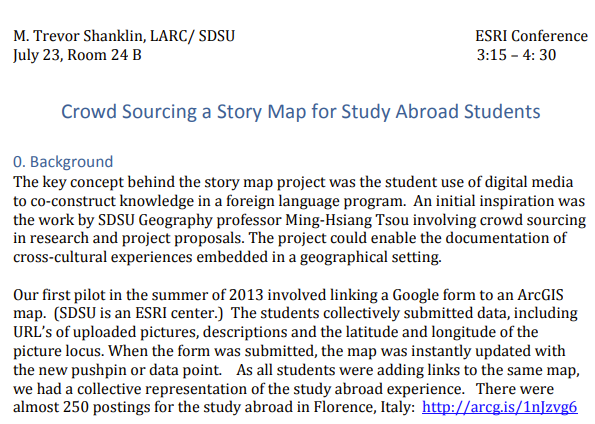 M. Trevor Shanklin, LARC/ SDSU ESRI Conference
July 23, Room 24 B 3:15 – 4: 30
Crowd Sourcing a Story Map for Study Abroad Students
0. Background
The key concept behind the story map project was the student use of digital media
to co-construct knowledge in a foreign language program.  An initial inspiration was
the work by SDSU Geography professor Ming-Hsiang Tsou involving crowd sourcing
in research and project proposals. The project could enable the documentation of
cross-cultural experiences embedded in a geographical setting.
Our first pilot in the summer of 2013 involved linking a Google form to an ArcGIS
map.  (SDSU is an ESRI center.)  The students collectively submitted data, including
URL's of uploaded pictures, descriptions and the latitude and longitude of the
picture locus. When the form was submitted, the map was instantly updated with
the new pushpin or data point.    As all students were adding links to the same map,
we had a collective representation of the study abroad experience.   There were
almost 250 postings for the study abroad in Florence, Italy:  http://arcg.is/1nJzvg6